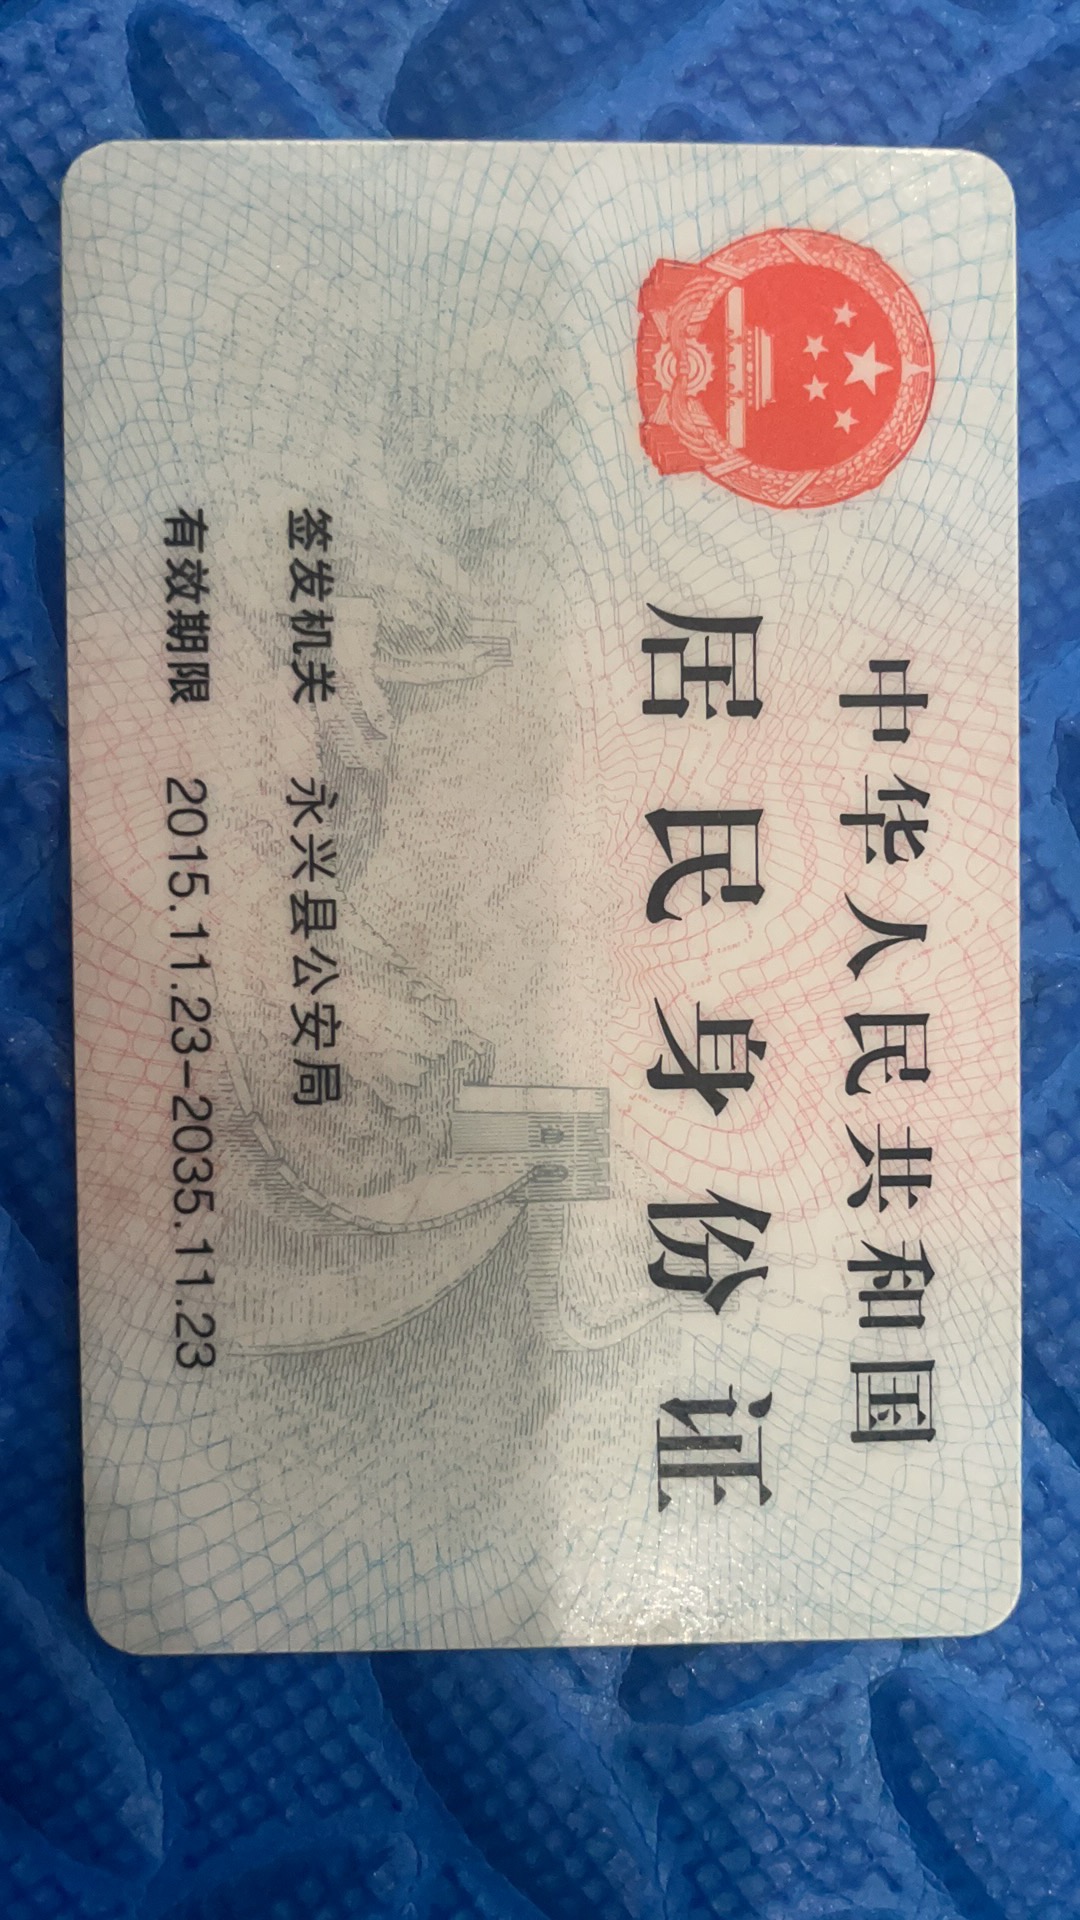 中华人民共和国
居民身份证
签发机关 永兴县公安局
有效期限 2015.11.23-2035.11.23